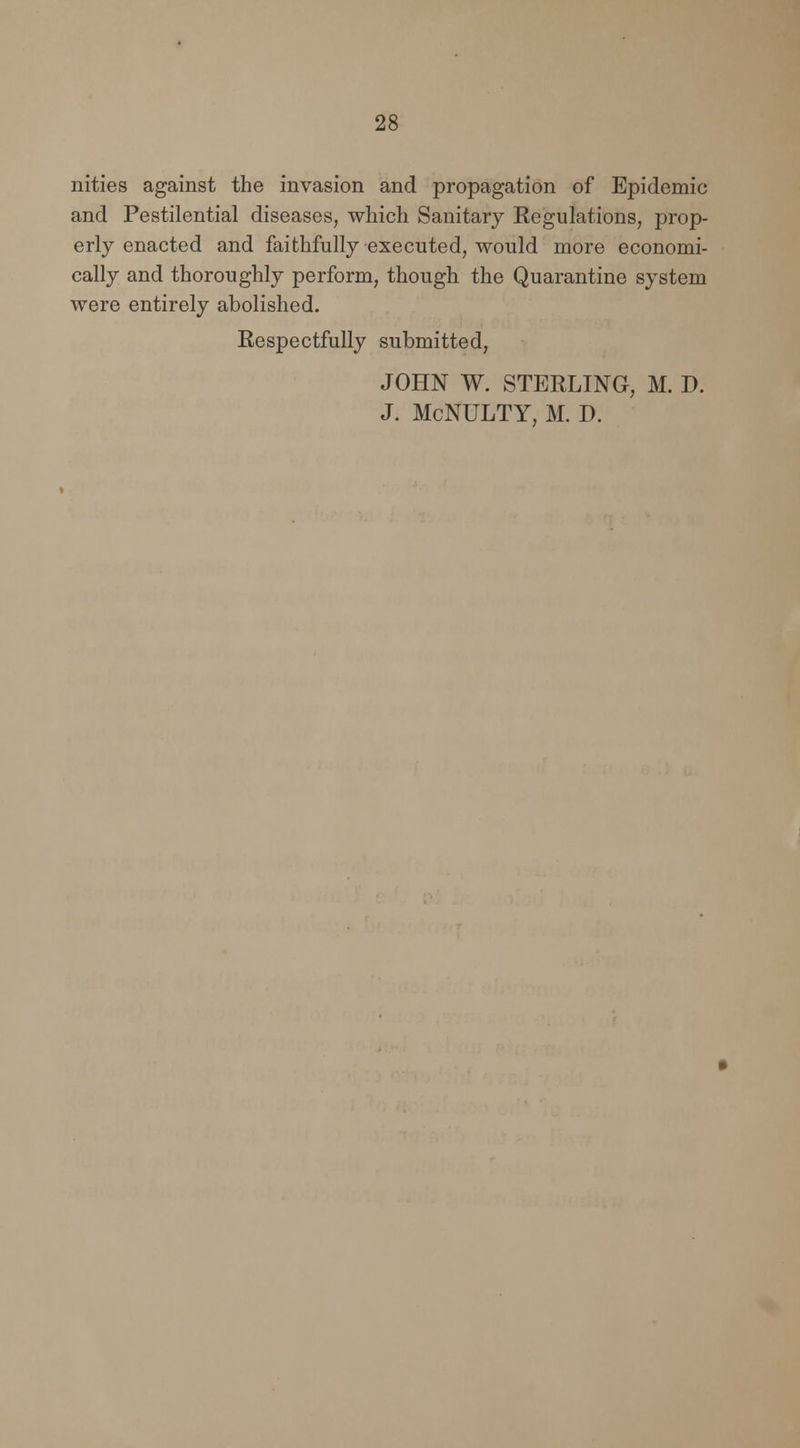 28
nities against the invasion and propagation of Epidemic
and Pestilential diseases, which Sanitary Regulations, prop-
erly enacted and faithfully executed, would more economi-
cally and thoroughly perform, though the Quarantine system
were entirely abolished.
Respectfully submitted,
JOHN W. STERLING, M. D.
J. McNULTY, M. D.